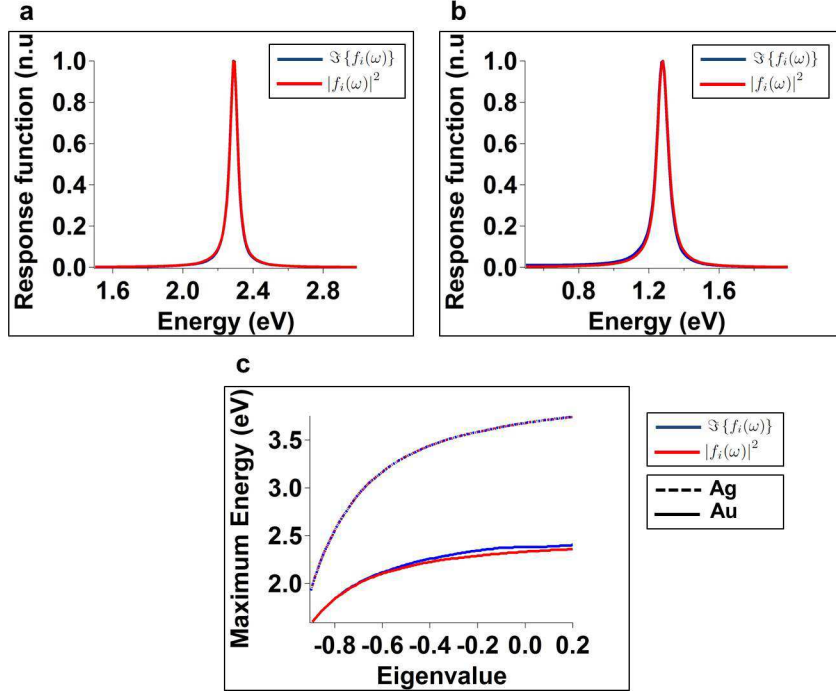 a
Response function (n.u
1.0
0.8
0.6
0.4
0.2
0.0
1.6 2.0 2.4 2.8
Energy (eV)
ℑ{f_i(ω)}
|f_i(ω)|²
b
Response function (n.u
1.0
0.8
0.6
0.4
0.2
0.0
0.8 1.2 1.6
Energy (eV)
ℑ{f_i(ω)}
|f_i(ω)|²
c
Maximum Energy (eV)
3.5
3.0
2.5
2.0
-0.8 -0.6 -0.4 -0.2 0.0 0.2
Eigenvalue
ℑ{f_i(ω)}
|f_i(ω)|²
Ag
Au